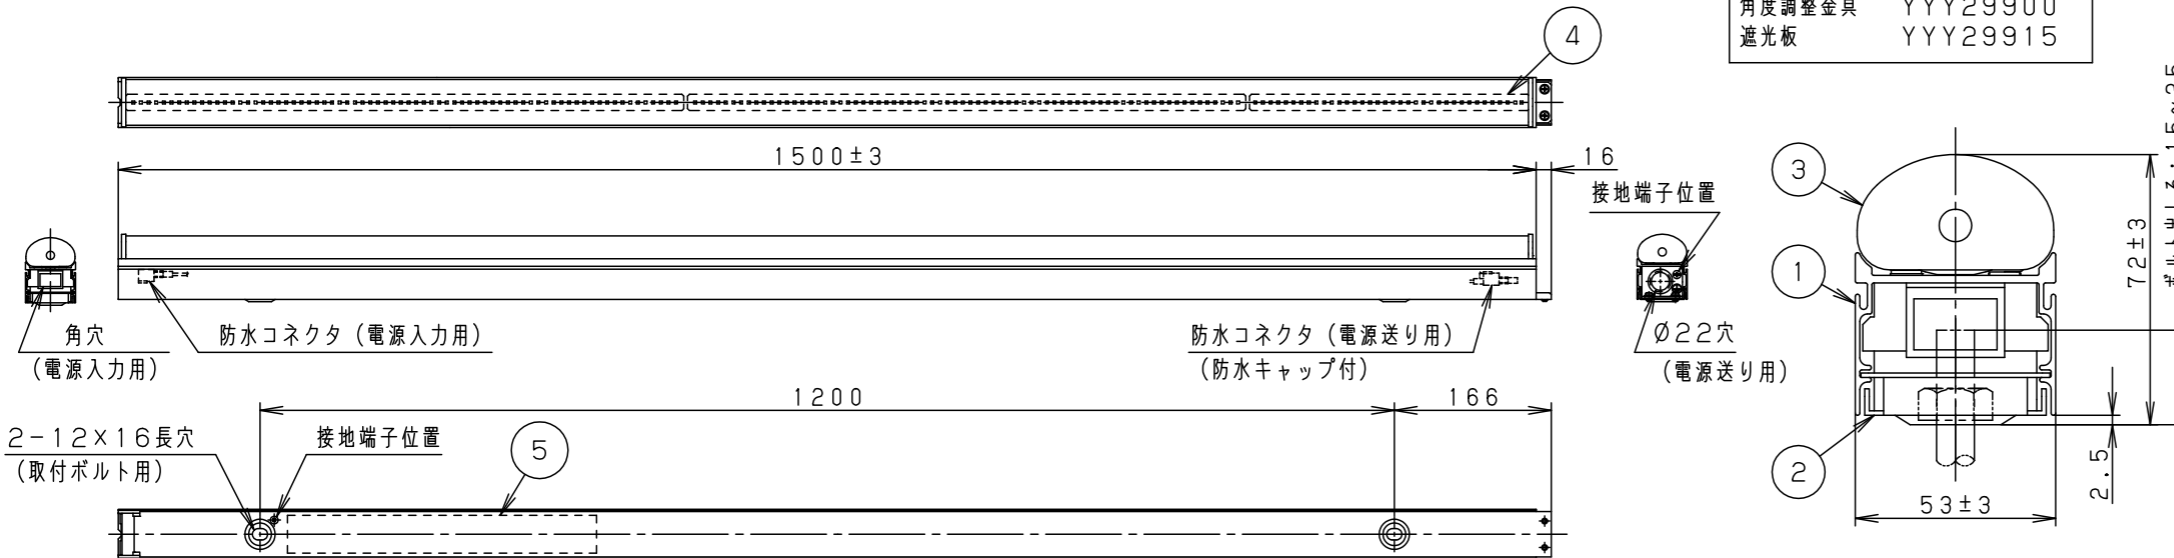 角度調整金具 YYY29900
遮光板 YYY29915
4
1500±3
16
接地端子位置
3
1
72±3
角穴
(電源入力用)
防水コネクタ (電源入力用)
防水コネクタ (電源送り用)
(防水キャップ付)
Ø22穴
(電源送り用)
1200
166
2-12×16長穴
(取付ボルト用)
接地端子位置
5
2
2.5
53±3